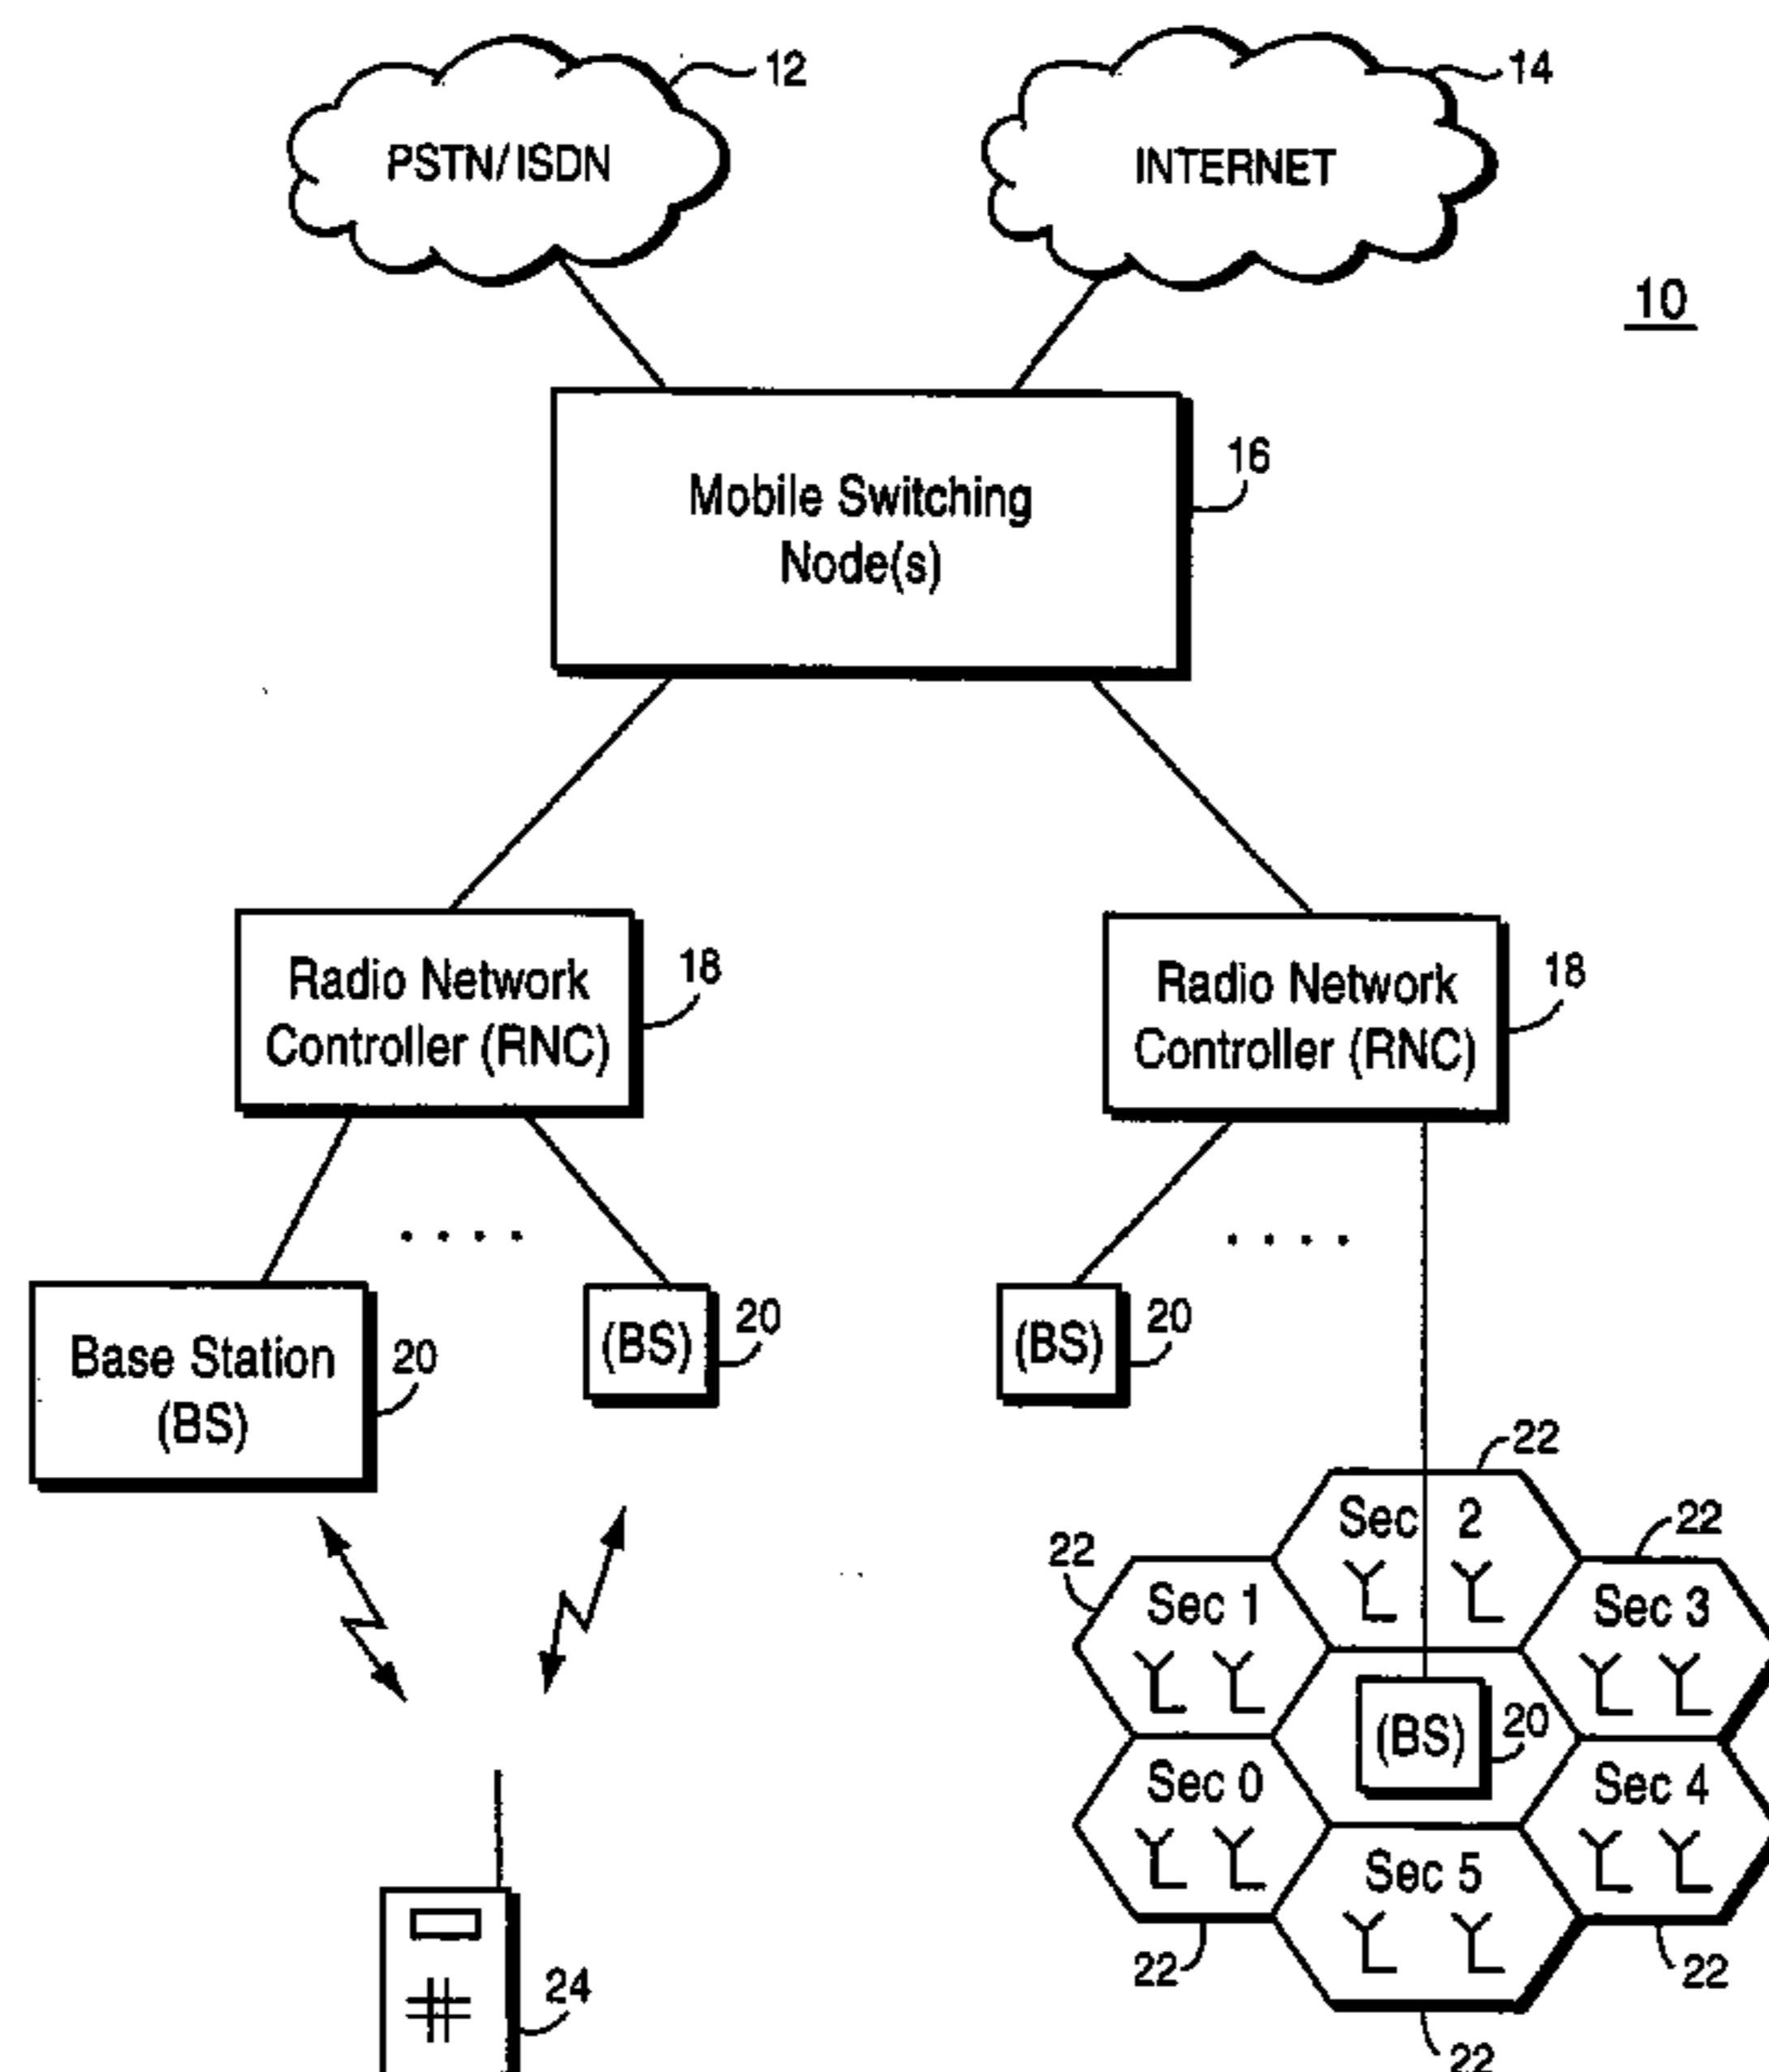 12
14
PSTN/ISDN
INTERNET
10
16
Mobile Switching
Node(s)
18
18
Radio Network
Controller (RNC)
Radio Network
Controller (RNC)
20
20
20
Base Station
(BS)
(BS)
(BS)
22
22
22
Sec 2
Sec 1
Sec 3
(BS)
20
Sec 0
Sec 4
Sec 5
22
22
22
24